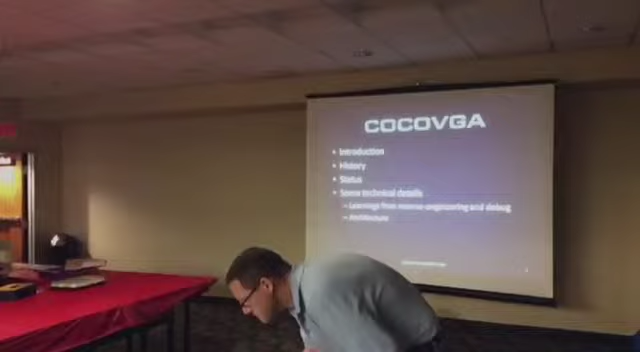 COCOVGA
• Introduction
• History
• Status
• Some technical details
– Learnings from reverse-engineering and debug
– Architecture